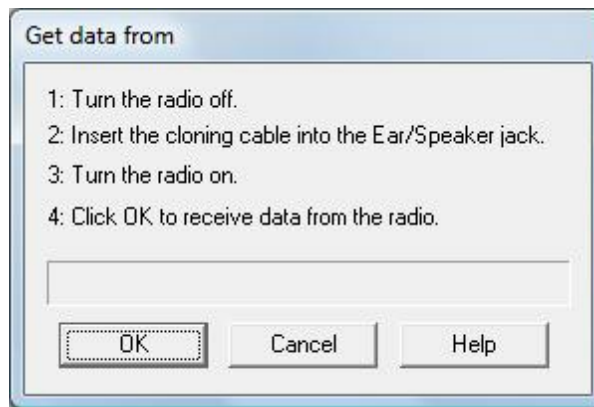 Get data from
1: Turn the radio off.
2: Insert the cloning cable into the Ear/Speaker jack.
3: Turn the radio on.
4: Click OK to receive data from the radio.
OK Cancel Help